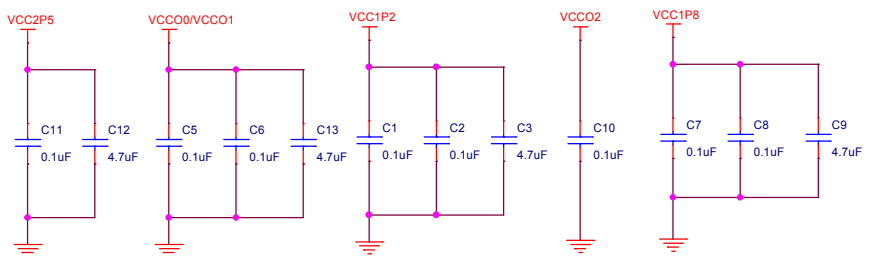 VCC2P5
VCCO0/VCCO1
VCC1P2
VCCO2
VCC1P8
C11
0.1uF
C12
4.7uF
C5
0.1uF
C6
0.1uF
C13
4.7uF
C1
0.1uF
C2
0.1uF
C3
4.7uF
C10
0.1uF
C7
0.1uF
C8
0.1uF
C9
4.7uF